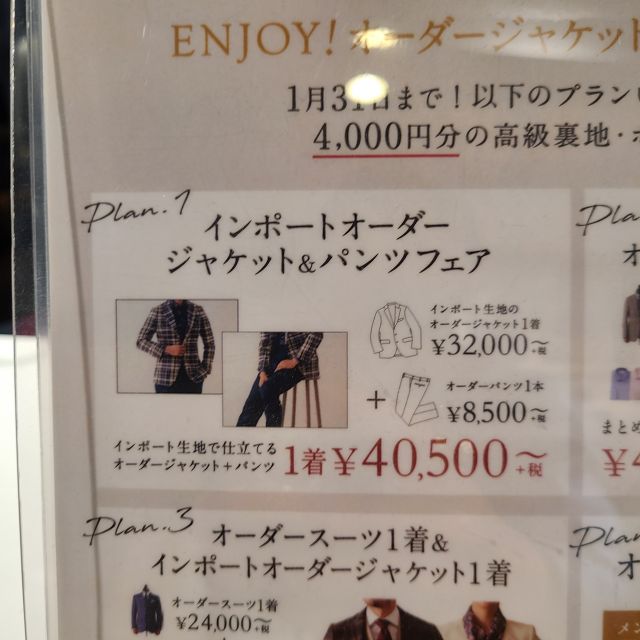 ENJOY! オーダージャケット
1月31日まで!以下のプラン
4,000円分の高級裏地・ボ
Plan.1
インポートオーダー
ジャケット&パンツフェア
インポート生地の
オーダージャケット1着
¥32,000~+税
+
オーダーパンツ1本
¥8,500~+税
インポート生地で仕立てる
オーダージャケット+パンツ
1着¥40,500~+税
Plan.3
オーダースーツ1着&
インポートオーダージャケット1着
オーダースーツ1着
¥24,000~+税
Pla
オ
まとめ
¥4
Plan
オ